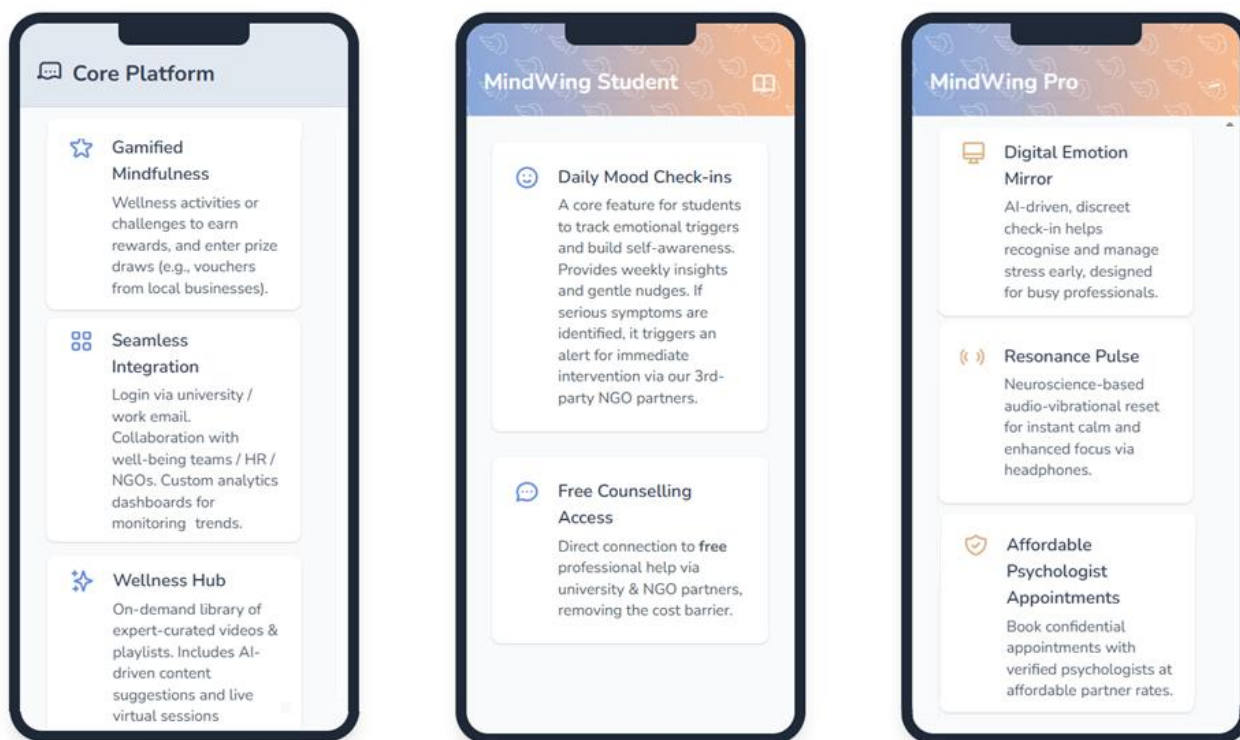 Core Platform
Gamified
Mindfulness
Wellness activities or
challenges to earn
rewards, and enter prize
draws (e.g., vouchers
from local businesses).
Seamless
Integration
Login via university /
work email.
Collaboration with
well-being teams / HR /
NGOs. Custom analytics
dashboards for
monitoring trends.
Wellness Hub
On-demand library of
expert-curated videos &
playlists. Includes AI-
driven content
suggestions and live
virtual sessions
MindWing Student
Daily Mood Check-ins
A core feature for students
to track emotional triggers
and build self-awareness.
Provides weekly insights
and gentle nudges. If
serious symptoms are
identified, it triggers an
alert for immediate
intervention via our 3rd-
party NGO partners.
Free Counselling
Access
Direct connection to free
professional help via
university & NGO partners,
removing the cost barrier.
MindWing Pro
Digital Emotion
Mirror
AI-driven, discreet
check-in helps
recognise and manage
stress early, designed
for busy professionals.
Resonance Pulse
Neuroscience-based
audio-vibrational reset
for instant calm and
enhanced focus via
headphones.
Affordable
Psychologist
Appointments
Book confidential
appointments with
verified psychologists at
affordable partner rates.